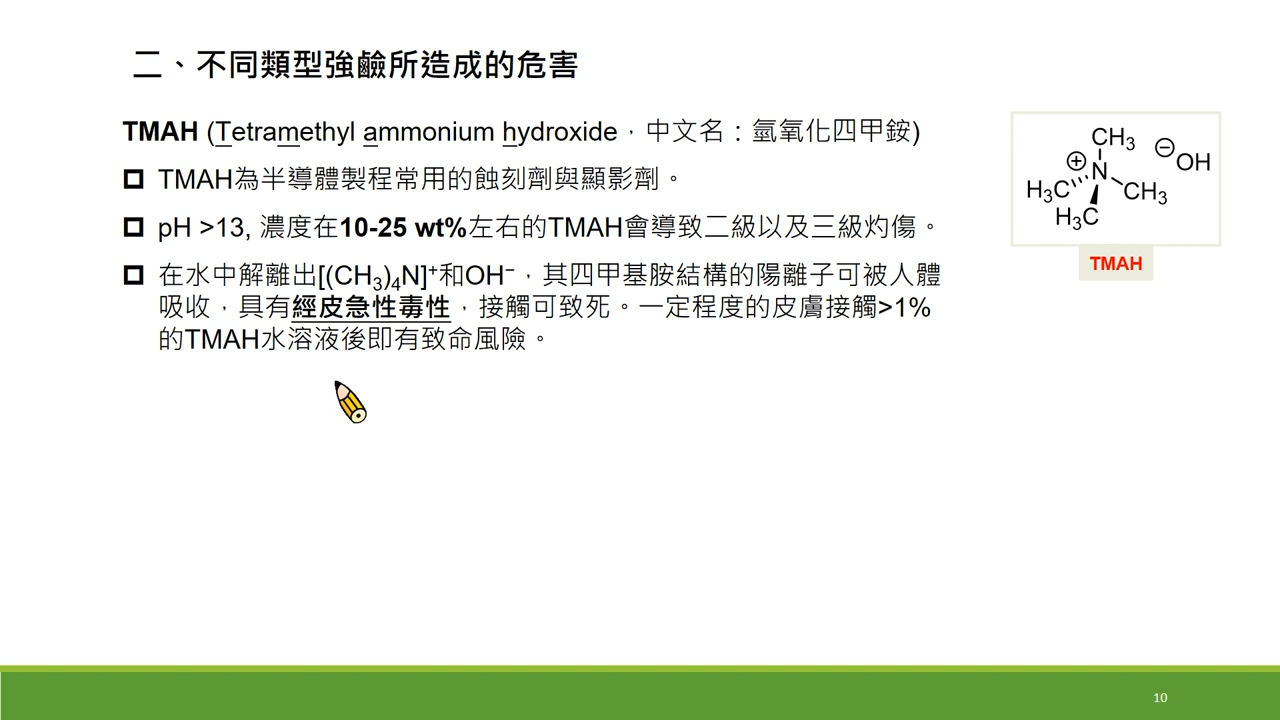 二、不同類型強鹼所造成的危害
TMAH (Tetramethyl ammonium hydroxide，中文名：氫氧化四甲銨)
TMAH為半導體製程常用的蝕刻劑與顯影劑。
pH >13, 濃度在10-25 wt%左右的TMAH會導致二級以及三級灼傷。
在水中解離出[(CH₃)₄N]⁺和OH⁻，其四甲基胺結構的陽離子可被人體
吸收，具有經皮急性毒性，接觸可致死。一定程度的皮膚接觸>1%
的TMAH水溶液後即有致命風險。
CH₃
⊖
OH
⊕
N
H₃C
CH₃
H₃C
TMAH
10